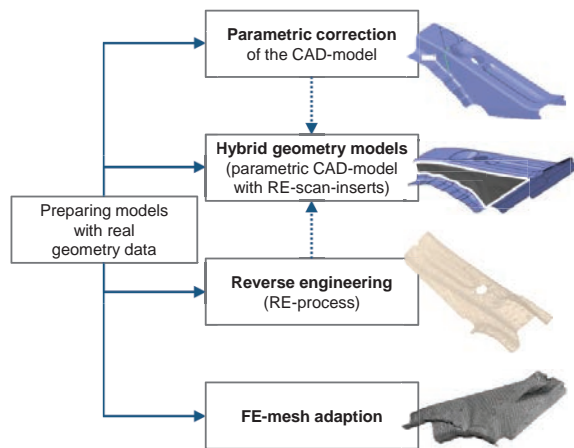 Parametric correction
of the CAD-model
Hybrid geometry models
(parametric CAD-model
with RE-scan-inserts)
Preparing models
with real
geometry data
Reverse engineering
(RE-process)
FE-mesh adaption